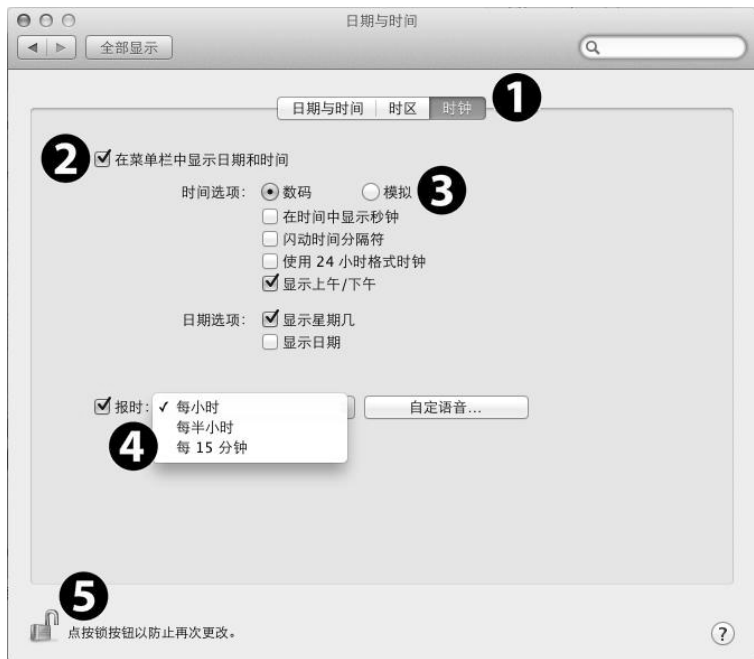 日期与时间
全部显示
日期与时间 时区 时钟 1
2 在菜单栏中显示日期和时间
时间选项: 数码 模拟 3
在时间中显示秒钟
闪动时间分隔符
使用 24 小时格式时钟
显示上午/下午
日期选项: 显示星期几
显示日期
报时: ✓ 每小时 自定语音...
每半小时
4 每 15 分钟
5
点按锁按钮以防止再次更改。 ?